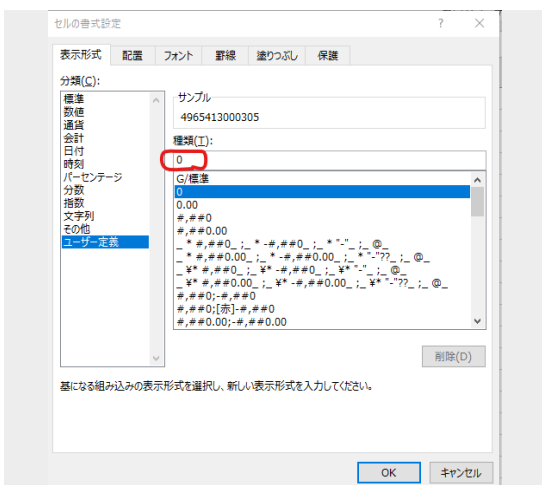 セルの書式設定
? ×
表示形式 配置 フォント 罫線 塗りつぶし 保護
分類(C):
標準
数値
通貨
会計
日付
時刻
パーセンテージ
分数
指数
文字列
その他
ユーザー定義
サンプル
4965413000305
種類(T):
0
G/標準
0
0.00
#,##0
#,##0.00
_ * #,##0_ ;_ * -#,##0_ ;_ * "-"_ ;_ @_
_ * #,##0.00_ ;_ * -#,##0.00_ ;_ * "-"??_ ;_ @_
_ ¥* #,##0_ ;_ ¥* -#,##0_ ;_ ¥* "-"_ ;_ @_
_ ¥* #,##0.00_ ;_ ¥* -#,##0.00_ ;_ ¥* "-"??_ ;_ @_
#,##0;-#,##0
#,##0;[赤]-#,##0
#,##0.00;-#,##0.00
削除(D)
基になる組み込みの表示形式を選択し、新しい表示形式を入力してください。
OK キャンセル